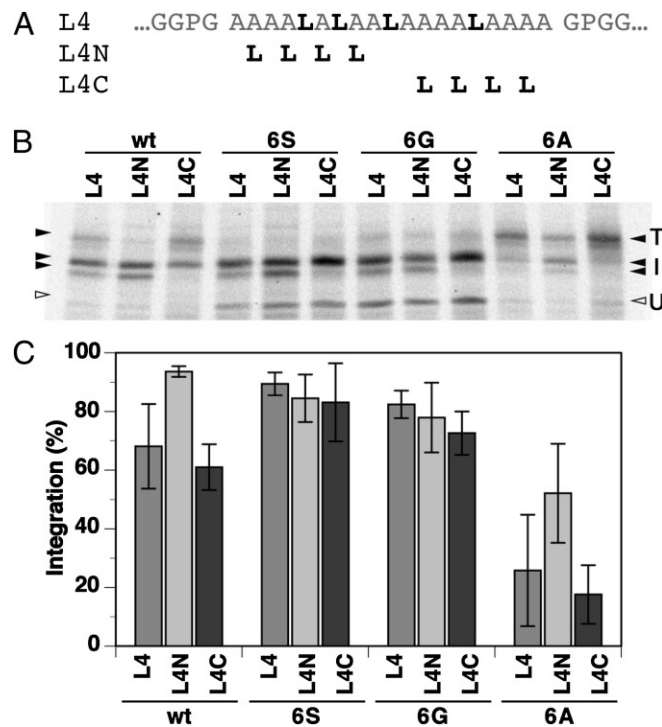 A L4 ...GGPG AAAALALAALAAAALAAAA GPGG...
L4N L L L L
L4C L L L L
B wt 6S 6G 6A
L4 L4N L4C L4 L4N L4C L4 L4N L4C L4 L4N L4C
T
I
U
C
100
80
60
40
20
0
Integration (%)
L4 L4N L4C L4 L4N L4C L4 L4N L4C L4 L4N L4C
wt 6S 6G 6A